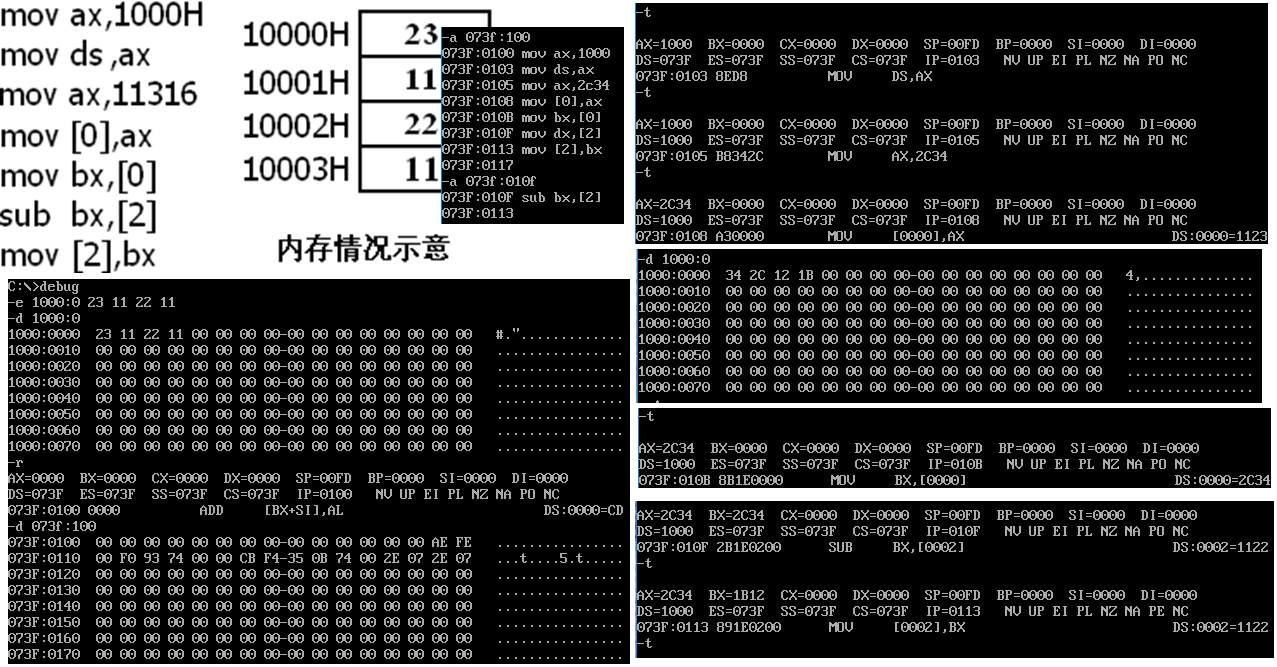 mov ax,1000H
mov ds ,ax
mov ax,11316
mov [0],ax
mov bx,[0]
sub bx,[2]
mov [2],bx
10000H 23
10001H 11
10002H 22
10003H 11
内存情况示意
-a 073f:100
073F:0100 mov ax,1000
073F:0103 mov ds,ax
073F:0105 mov ax,2c34
073F:0108 mov [0],ax
073F:010B mov bx,[0]
073F:010F mov dx,[2]
073F:0113 mov [2],bx
073F:0117
-a 073f:010f
073F:010F sub bx,[2]
073F:0113
C:\>debug
-e 1000:0 23 11 22 11
-d 1000:0
1000:0000 23 11 22 11 00 00 00 00-00 00 00 00 00 00 00 00 #.".............
1000:0010 00 00 00 00 00 00 00 00-00 00 00 00 00 00 00 00 ................
1000:0020 00 00 00 00 00 00 00 00-00 00 00 00 00 00 00 00 ................
1000:0030 00 00 00 00 00 00 00 00-00 00 00 00 00 00 00 00 ................
1000:0040 00 00 00 00 00 00 00 00-00 00 00 00 00 00 00 00 ................
1000:0050 00 00 00 00 00 00 00 00-00 00 00 00 00 00 00 00 ................
1000:0060 00 00 00 00 00 00 00 00-00 00 00 00 00 00 00 00 ................
1000:0070 00 00 00 00 00 00 00 00-00 00 00 00 00 00 00 00 ................
-r
AX=0000 BX=0000 CX=0000 DX=0000 SP=00FD BP=0000 SI=0000 DI=0000
DS=073F ES=073F SS=073F CS=073F IP=0100 NV UP EI PL NZ NA PO NC
073F:0100 0000 ADD [BX+SI],AL DS:0000=CD
-d 073f:100
073F:0100 00 00 00 00 00 00 00 00-00 00 00 00 00 00 AE FE ................
073F:0110 00 F0 93 74 00 00 CB F4-35 0B 74 00 2E 07 2E 07 ...t....5.t.....
073F:0120 00 00 00 00 00 00 00 00-00 00 00 00 00 00 00 00 ................
073F:0130 00 00 00 00 00 00 00 00-00 00 00 00 00 00 00 00 ................
073F:0140 00 00 00 00 00 00 00 00-00 00 00 00 00 00 00 00 ................
073F:0150 00 00 00 00 00 00 00 00-00 00 00 00 00 00 00 00 ................
073F:0160 00 00 00 00 00 00 00 00-00 00 00 00 00 00 00 00 ................
073F:0170 00 00 00 00 00 00 00 00-00 00 00 00 00 00 00 00 ................
-t
AX=1000 BX=0000 CX=0000 DX=0000 SP=00FD BP=0000 SI=0000 DI=0000
DS=073F ES=073F SS=073F CS=073F IP=0103 NV UP EI PL NZ NA PO NC
073F:0103 8ED8 MOV DS,AX
-t
AX=1000 BX=0000 CX=0000 DX=0000 SP=00FD BP=0000 SI=0000 DI=0000
DS=1000 ES=073F SS=073F CS=073F IP=0105 NV UP EI PL NZ NA PO NC
073F:0105 B8342C MOV AX,2C34
-t
AX=2C34 BX=0000 CX=0000 DX=0000 SP=00FD BP=0000 SI=0000 DI=0000
DS=1000 ES=073F SS=073F CS=073F IP=0108 NV UP EI PL NZ NA PO NC
073F:0108 A30000 MOV [0000],AX DS:0000=1123
-d 1000:0
1000:0000 34 2C 12 1B 00 00 00 00-00 00 00 00 00 00 00 00 4,..............
1000:0010 00 00 00 00 00 00 00 00-00 00 00 00 00 00 00 00 ................
1000:0020 00 00 00 00 00 00 00 00-00 00 00 00 00 00 00 00 ................
1000:0030 00 00 00 00 00 00 00 00-00 00 00 00 00 00 00 00 ................
1000:0040 00 00 00 00 00 00 00 00-00 00 00 00 00 00 00 00 ................
1000:0050 00 00 00 00 00 00 00 00-00 00 00 00 00 00 00 00 ................
1000:0060 00 00 00 00 00 00 00 00-00 00 00 00 00 00 00 00 ................
1000:0070 00 00 00 00 00 00 00 00-00 00 00 00 00 00 00 00 ................
-t
AX=2C34 BX=0000 CX=0000 DX=0000 SP=00FD BP=0000 SI=0000 DI=0000
DS=1000 ES=073F SS=073F CS=073F IP=010B NV UP EI PL NZ NA PO NC
073F:010B 8B1E0000 MOV BX,[0000] DS:0000=2C34
AX=2C34 BX=2C34 CX=0000 DX=0000 SP=00FD BP=0000 SI=0000 DI=0000
DS=1000 ES=073F SS=073F CS=073F IP=010F NV UP EI PL NZ NA PO NC
073F:010F 2B1E0200 SUB BX,[0002] DS:0002=1122
-t
AX=2C34 BX=1B12 CX=0000 DX=0000 SP=00FD BP=0000 SI=0000 DI=0000
DS=1000 ES=073F SS=073F CS=073F IP=0113 NV UP EI PL NZ NA PE NC
073F:0113 891E0200 MOV [0002],BX DS:0002=1122
-t